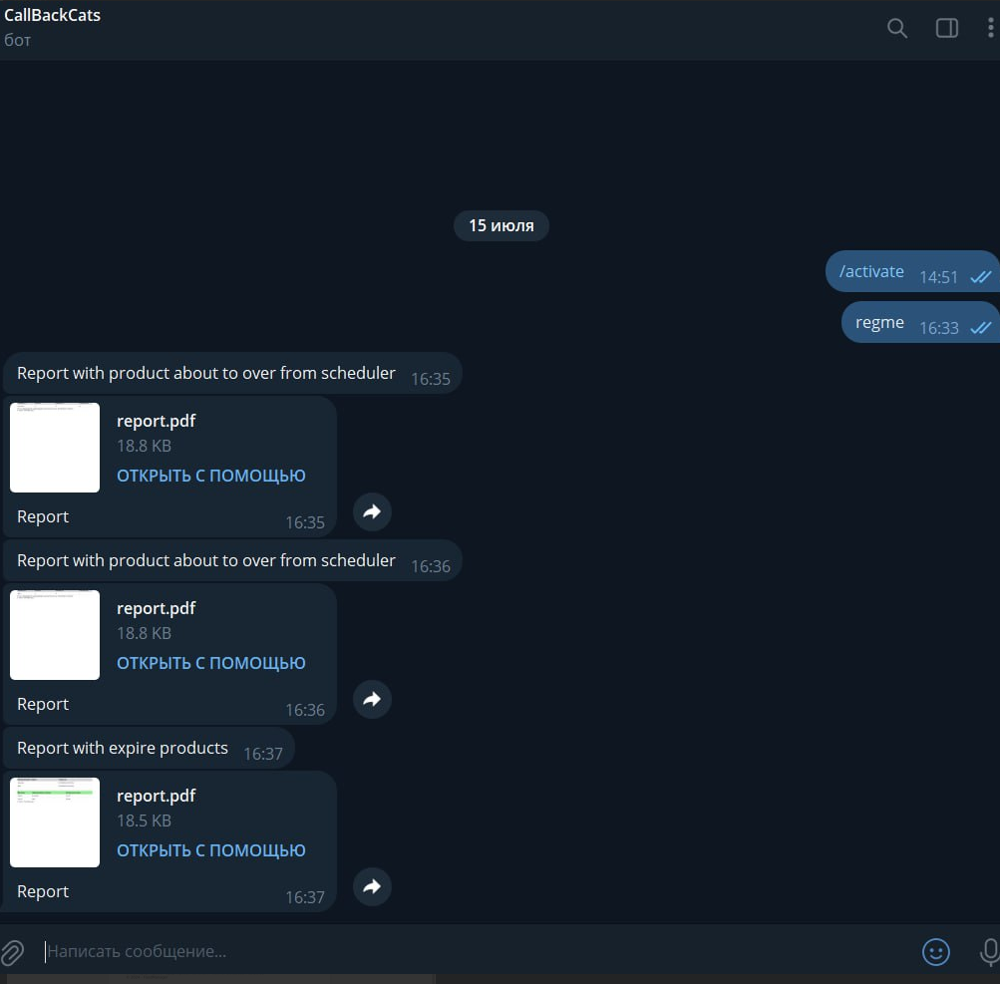 CallBackCats
бот
15 июля
/activate 14:51
regme 16:33
Report with product about to over from scheduler 16:35
report.pdf
18.8 KB
ОТКРЫТЬ С ПОМОЩЬЮ
Report 16:35
Report with product about to over from scheduler 16:36
report.pdf
18.8 KB
ОТКРЫТЬ С ПОМОЩЬЮ
Report 16:36
Report with expire products 16:37
report.pdf
18.5 KB
ОТКРЫТЬ С ПОМОЩЬЮ
Report 16:37
Написать сообщение...